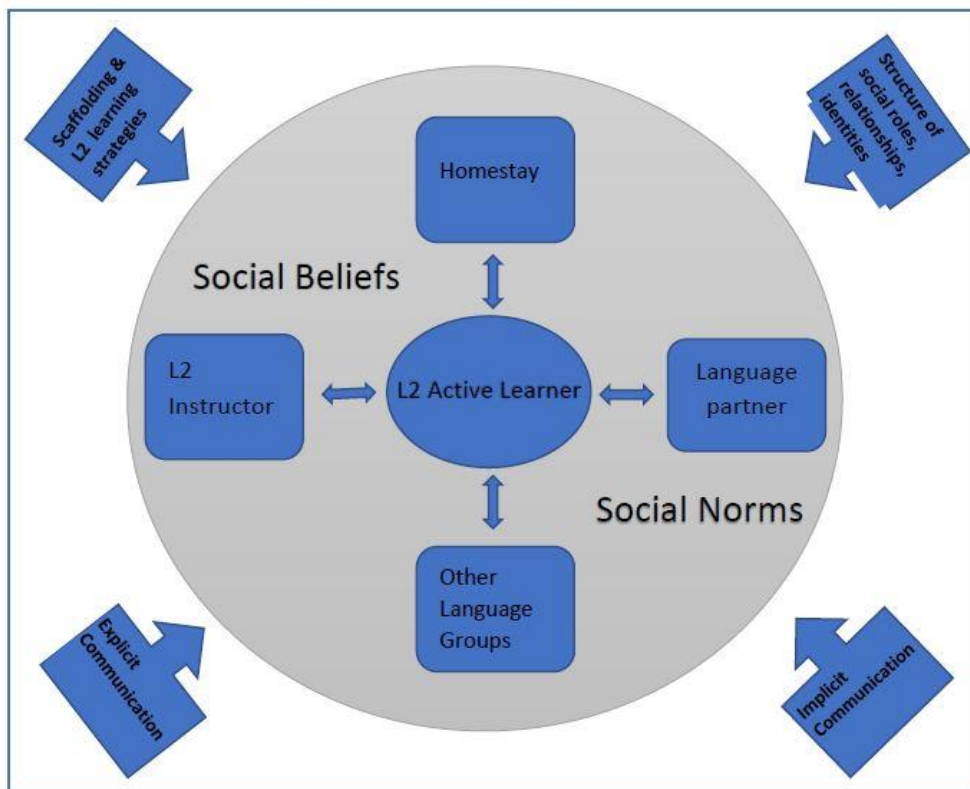 Scaffolding &
L2 learning
strategies
Structure of
social roles,
relationships,
identities
Homestay
Social Beliefs
L2
Instructor
L2 Active Learner
Language
partner
Social Norms
Other
Language
Groups
Explicit
Communication
Implicit
Communication